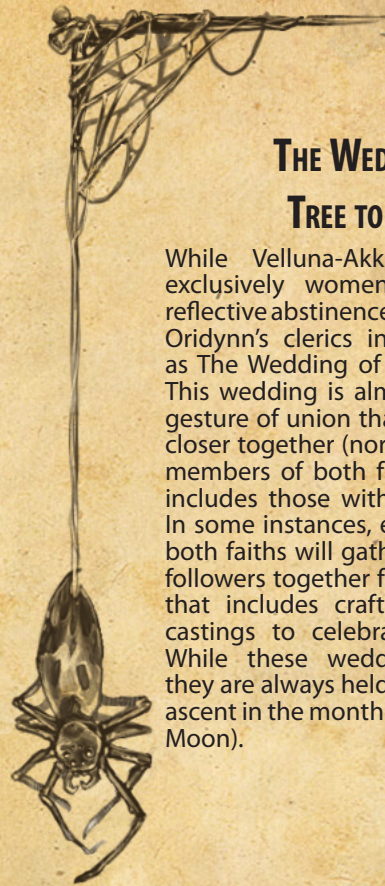 THE WED
TREE TO
While Velluna-Akk
exclusively women
reflective abstinence
Oridynn's clerics in
as The Wedding of
This wedding is aln
gesture of union tha
closer together (nor
members of both f
includes those with
In some instances, e
both faiths will gath
followers together f
that includes craft
castings to celebra
While these wedd
they are always held
ascent in the month
Moon).